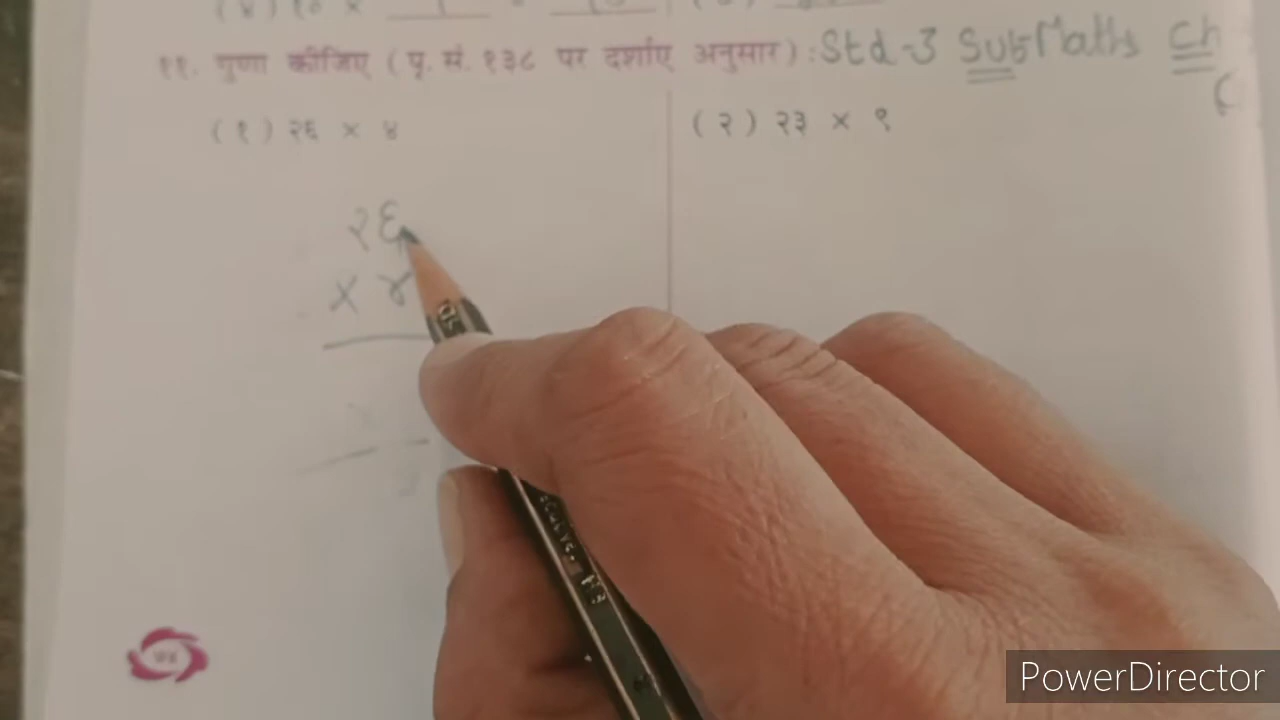 ११. गुणा कीजिए (पृ. सं. १३८ पर दर्शाए अनुसार) : Std-3 Sub Maths Ch
(१) २६ × ४
(२) २३ × ९
२६
× ४
PowerDirector